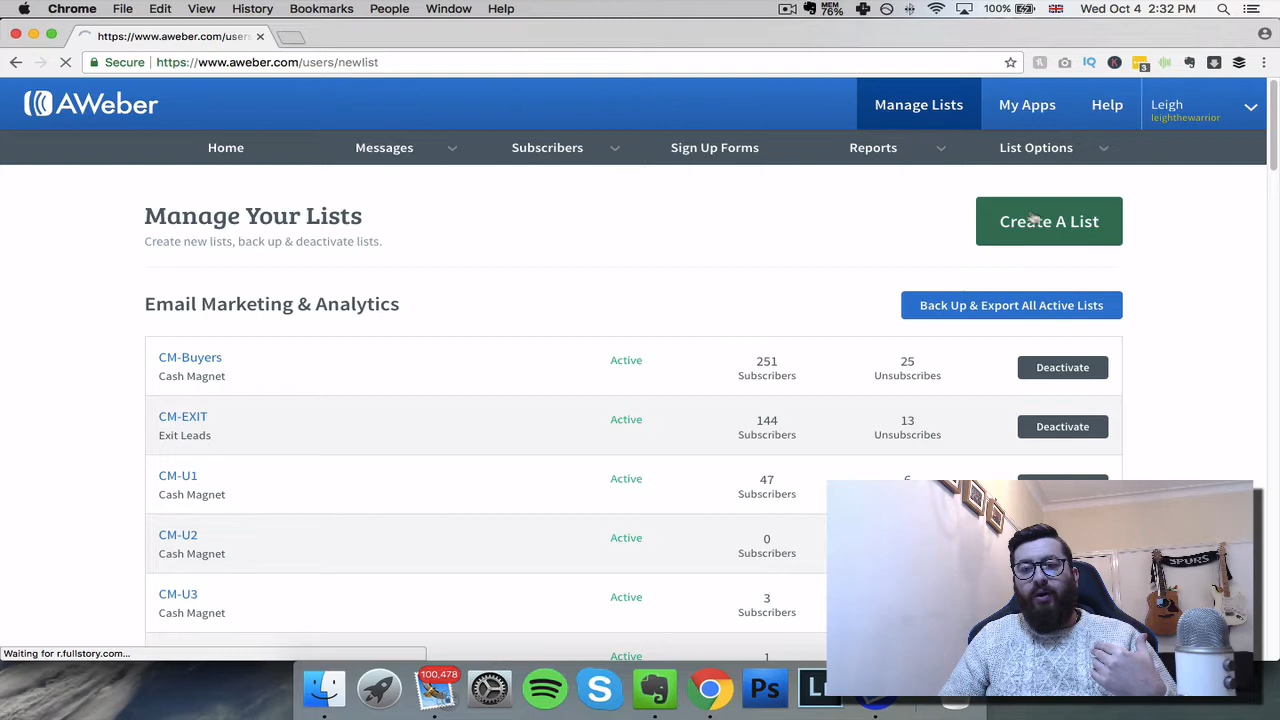 Chrome File Edit View History Bookmarks People Window Help
MEM 76% 100% Wed Oct 4 2:32 PM
https://www.aweber.com/user
Secure https://www.aweber.com/users/newlist
IQ K 3
AWeber
Manage Lists My Apps Help Leigh
leighthewarrior
Home Messages Subscribers Sign Up Forms Reports List Options
Manage Your Lists
Create A List
Create new lists, back up & deactivate lists.
Email Marketing & Analytics
Back Up & Export All Active Lists
CM-Buyers Active 251 25 Deactivate
Cash Magnet Subscribers Unsubscribes
CM-EXIT Active 144 13 Deactivate
Exit Leads Subscribers Unsubscribes
CM-U1 Active 47
Cash Magnet Subscribers
CM-U2 Active 0
Cash Magnet Subscribers
CM-U3 Active 3
Cash Magnet Subscribers
Active 1
SPURS
Waiting for r.fullstory.com...
100,478
Ps